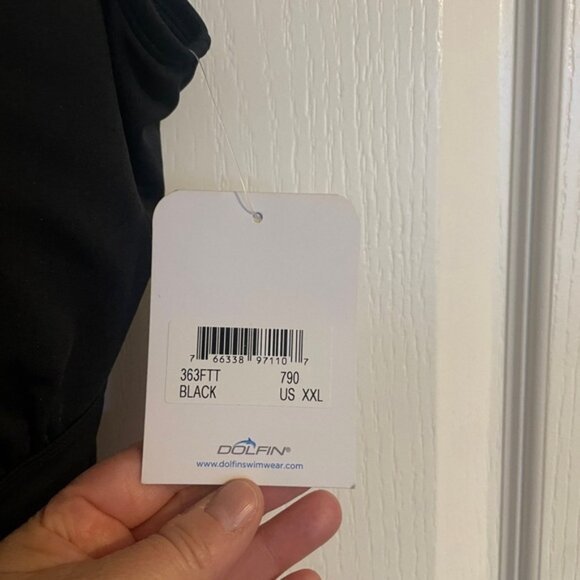 7 66338 97110 7
363FTT 790
BLACK US XXL
DOLFIN®
www.dolfinswimwear.com